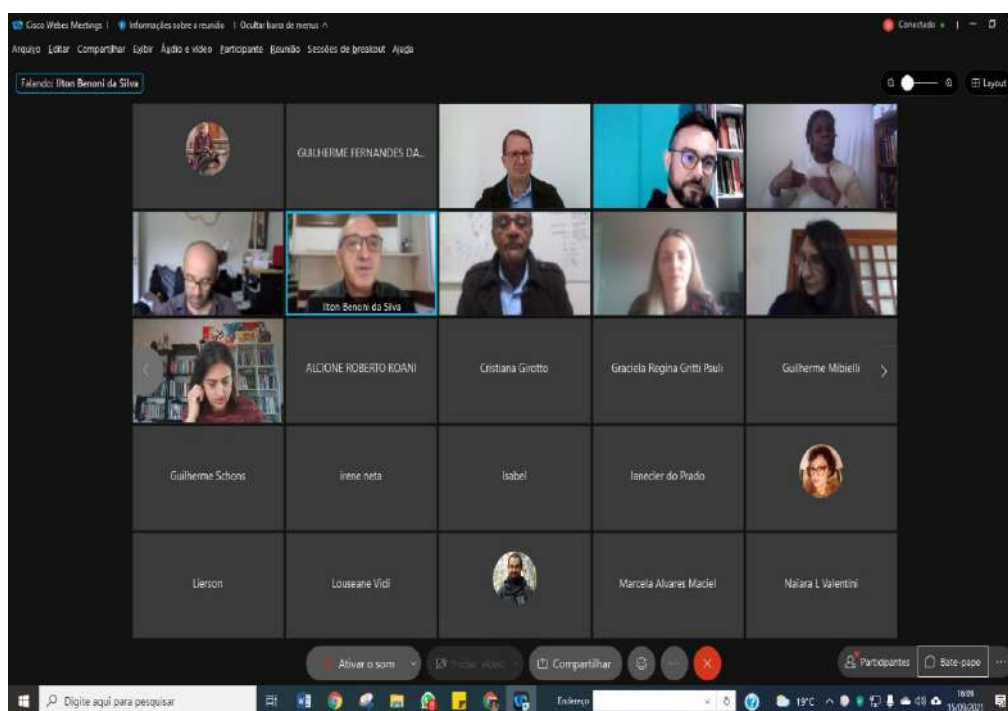 Cisco Webex Meetings
Informações sobre a reunião
Ocultar barra de menus
Conectado
Arquivo Editar Compartilhar Exibir Áudio e vídeo Participante Reunião Sessões de breakout Ajuda
Falando: Ilton Benoni da Silva
Layout
GUILHERME FERNANDES DA...
Ilton Benoni da Silva
ALCIONE ROBERTO ROANI
Cristiana Girotto
Graciela Regina Gritti Pauli
Guilherme Mibielli
Guilherme Schons
irene neta
Isabel
Ianecler do Prado
Lierson
Louseane Vidi
Marcela Alvares Maciel
Naiara L Valentini
Ativar o som
Iniciar vídeo
Compartilhar
Participantes
Bate-papo
Digite aqui para pesquisar
Endereço
19°C
16:09
15/09/2021